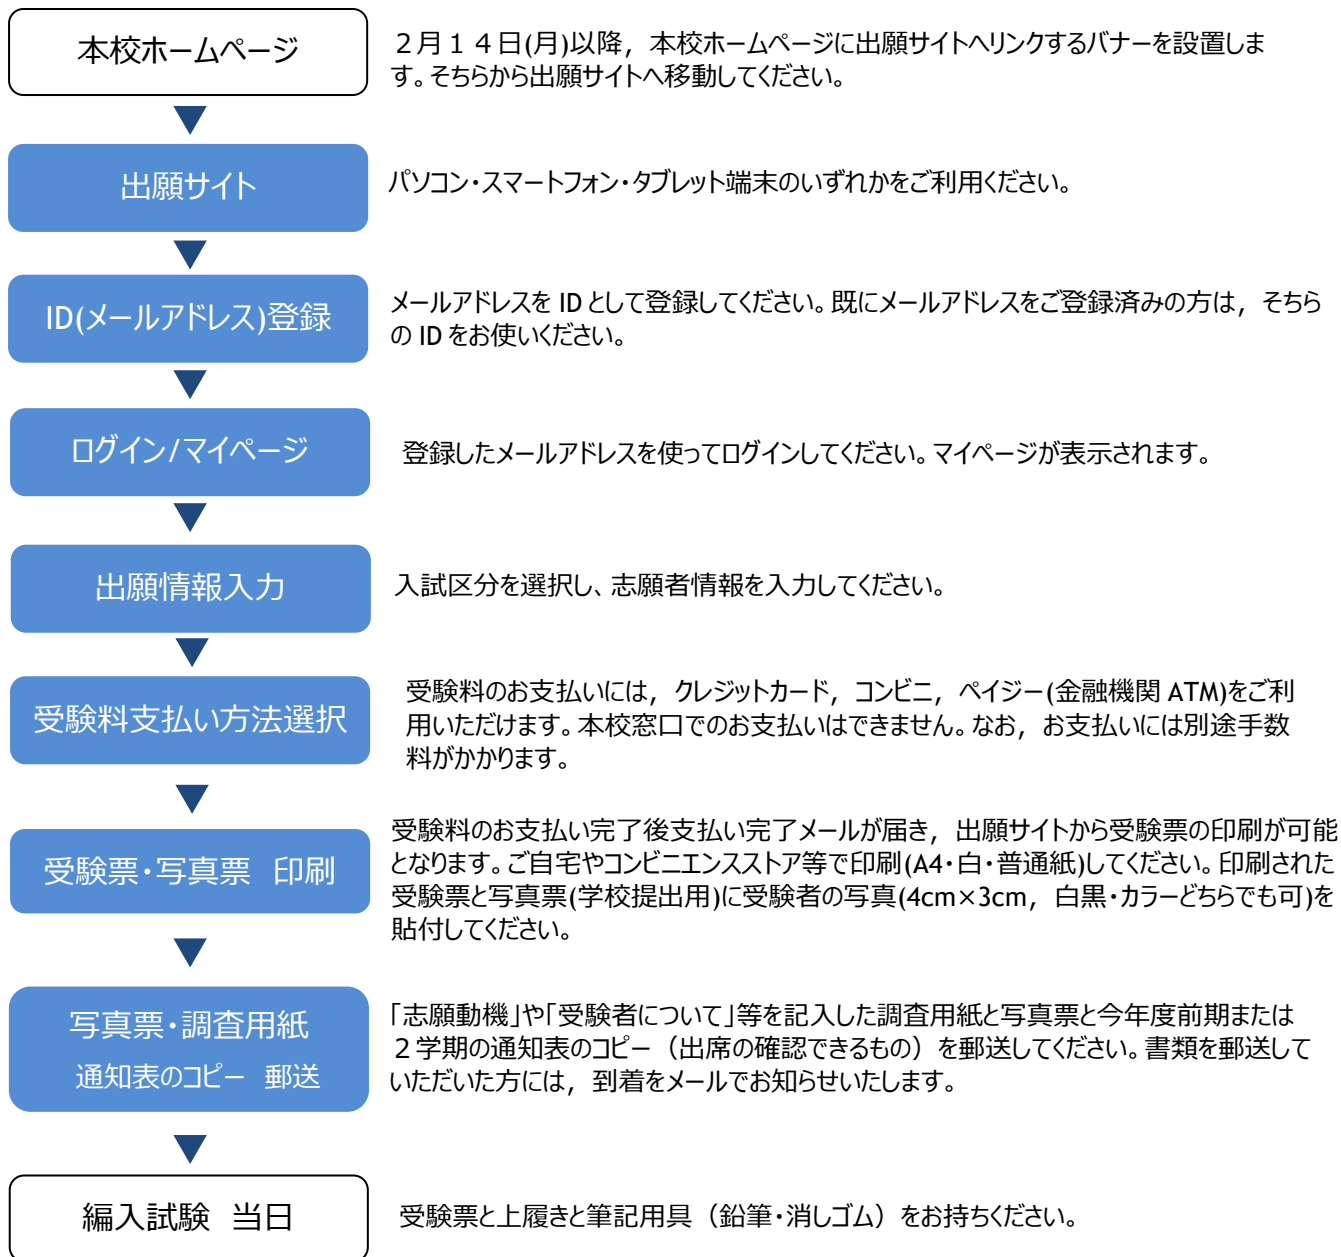 本校ホームページ
２月１４日(月)以降，本校ホームページに出願サイトへリンクするバナーを設置しま
す。そちらから出願サイトへ移動してください。
出願サイト
パソコン・スマートフォン・タブレット端末のいずれかをご利用ください。
ID(メールアドレス)登録
メールアドレスを ID として登録してください。既にメールアドレスをご登録済みの方は，そちら
の ID をお使いください。
ログイン/マイページ
登録したメールアドレスを使ってログインしてください。マイページが表示されます。
出願情報入力
入試区分を選択し、志願者情報を入力してください。
受験料支払い方法選択
受験料のお支払いには，クレジットカード，コンビニ，ペイジー(金融機関 ATM)をご利
用いただけます。本校窓口でのお支払いはできません。なお，お支払いには別途手数
料がかかります。
受験票・写真票　印刷
受験料のお支払い完了後支払い完了メールが届き，出願サイトから受験票の印刷が可能
となります。ご自宅やコンビニエンスストア等で印刷(A4・白・普通紙)してください。印刷された
受験票と写真票(学校提出用)に受験者の写真(4cm×3cm，白黒・カラーどちらでも可)を
貼付してください。
写真票・調査用紙
通知表のコピー　郵送
「志願動機」や「受験者について」等を記入した調査用紙と写真票と今年度前期または
２学期の通知表のコピー（出席の確認できるもの）を郵送してください。書類を郵送して
いただいた方には，到着をメールでお知らせいたします。
編入試験　当日
受験票と上履きと筆記用具（鉛筆・消しゴム）をお持ちください。